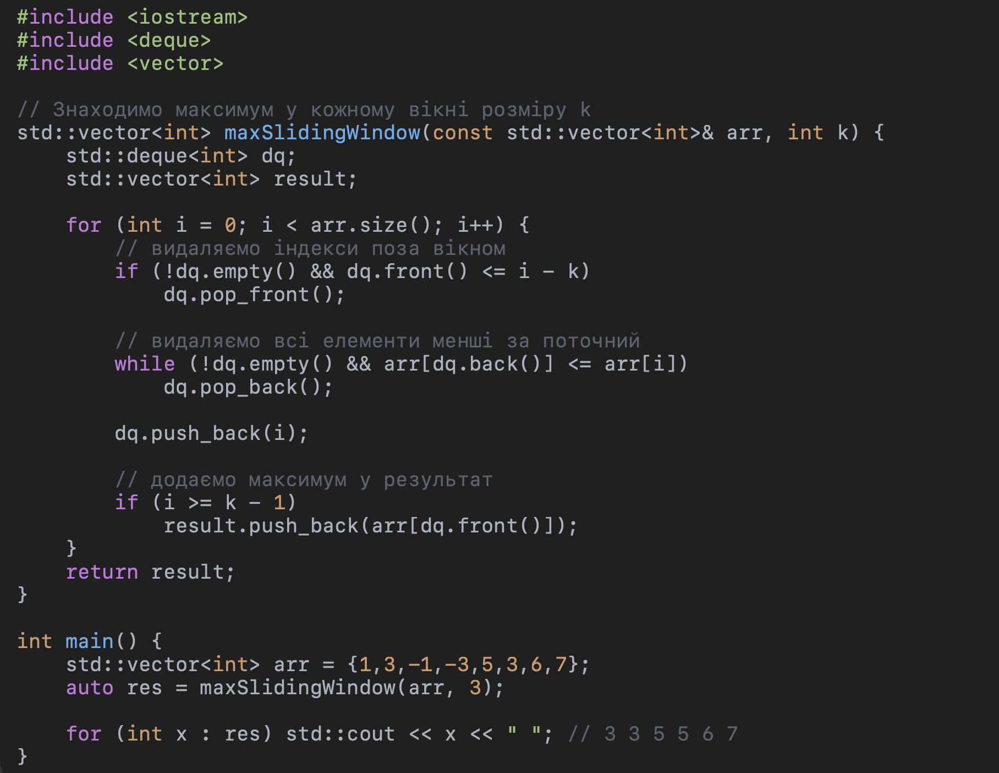 #include <iostream>
#include <deque>
#include <vector>

// Знаходимо максимум у кожному вікні розміру k
std::vector<int> maxSlidingWindow(const std::vector<int>& arr, int k) {
    std::deque<int> dq;
    std::vector<int> result;

    for (int i = 0; i < arr.size(); i++) {
        // видаляємо індекси поза вікном
        if (!dq.empty() && dq.front() <= i - k)
            dq.pop_front();

        // видаляємо всі елементи менші за поточний
        while (!dq.empty() && arr[dq.back()] <= arr[i])
            dq.pop_back();

        dq.push_back(i);

        // додаємо максимум у результат
        if (i >= k - 1)
            result.push_back(arr[dq.front()]);
    }
    return result;
}

int main() {
    std::vector<int> arr = {1,3,-1,-3,5,3,6,7};
    auto res = maxSlidingWindow(arr, 3);

    for (int x : res) std::cout << x << " "; // 3 3 5 5 6 7
}